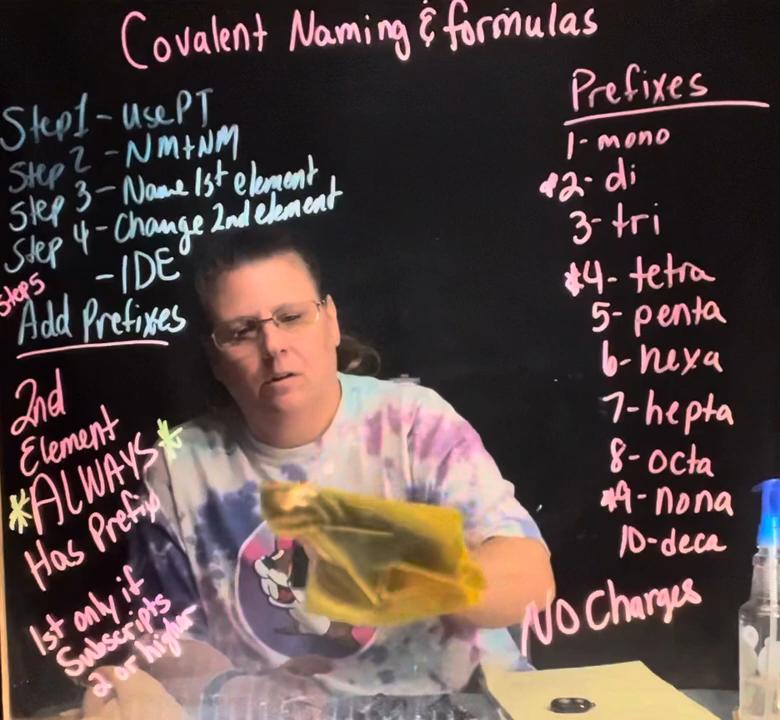 Covalent Naming & formulas
Step1 - Use PT
Step 2 - NM+NM
Step 3 - Name 1st element
Step 4 - Change 2nd element
- IDE
Step5
Add Prefixes
2nd
Element
*ALWAYS*
Has Prefix
1st only if
Subscripts
2 or higher
Prefixes
1- mono
*2- di
3- tri
*4- tetra
5- penta
6- hexa
7- hepta
8- octa
*9- nona
10- deca
NO Charges